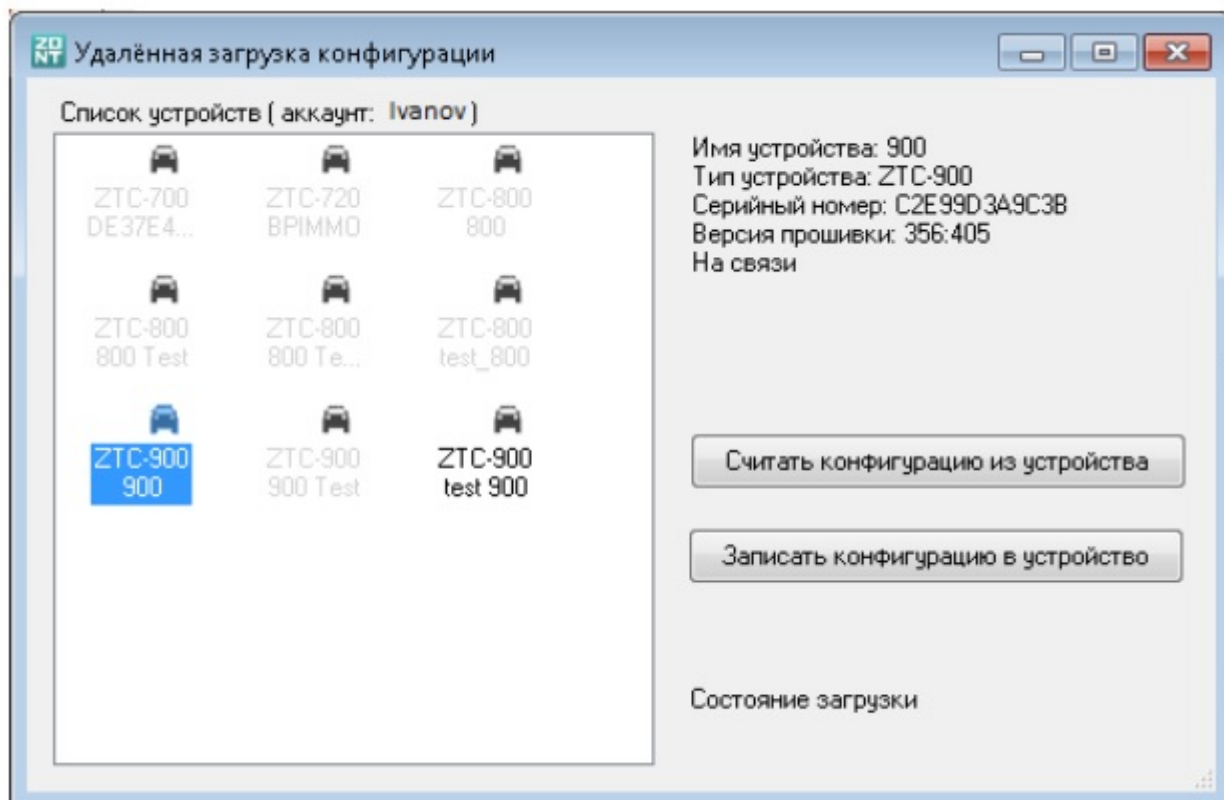 ZONT
Удалённая загрузка конфигурации
Список устройств ( аккаунт: Ivanov )
ZTC-700
DE37E4...
ZTC-720
BPIMMO
ZTC-800
800
ZTC-800
800 Test
ZTC-800
800 Te...
ZTC-800
test_800
ZTC-900
900
ZTC-900
900 Test
ZTC-900
test 900
Имя устройства: 900
Тип устройства: ZTC-900
Серийный номер: C2E99D3A9C3B
Версия прошивки: 356:405
На связи
Считать конфигурацию из устройства
Записать конфигурацию в устройство
Состояние загрузки